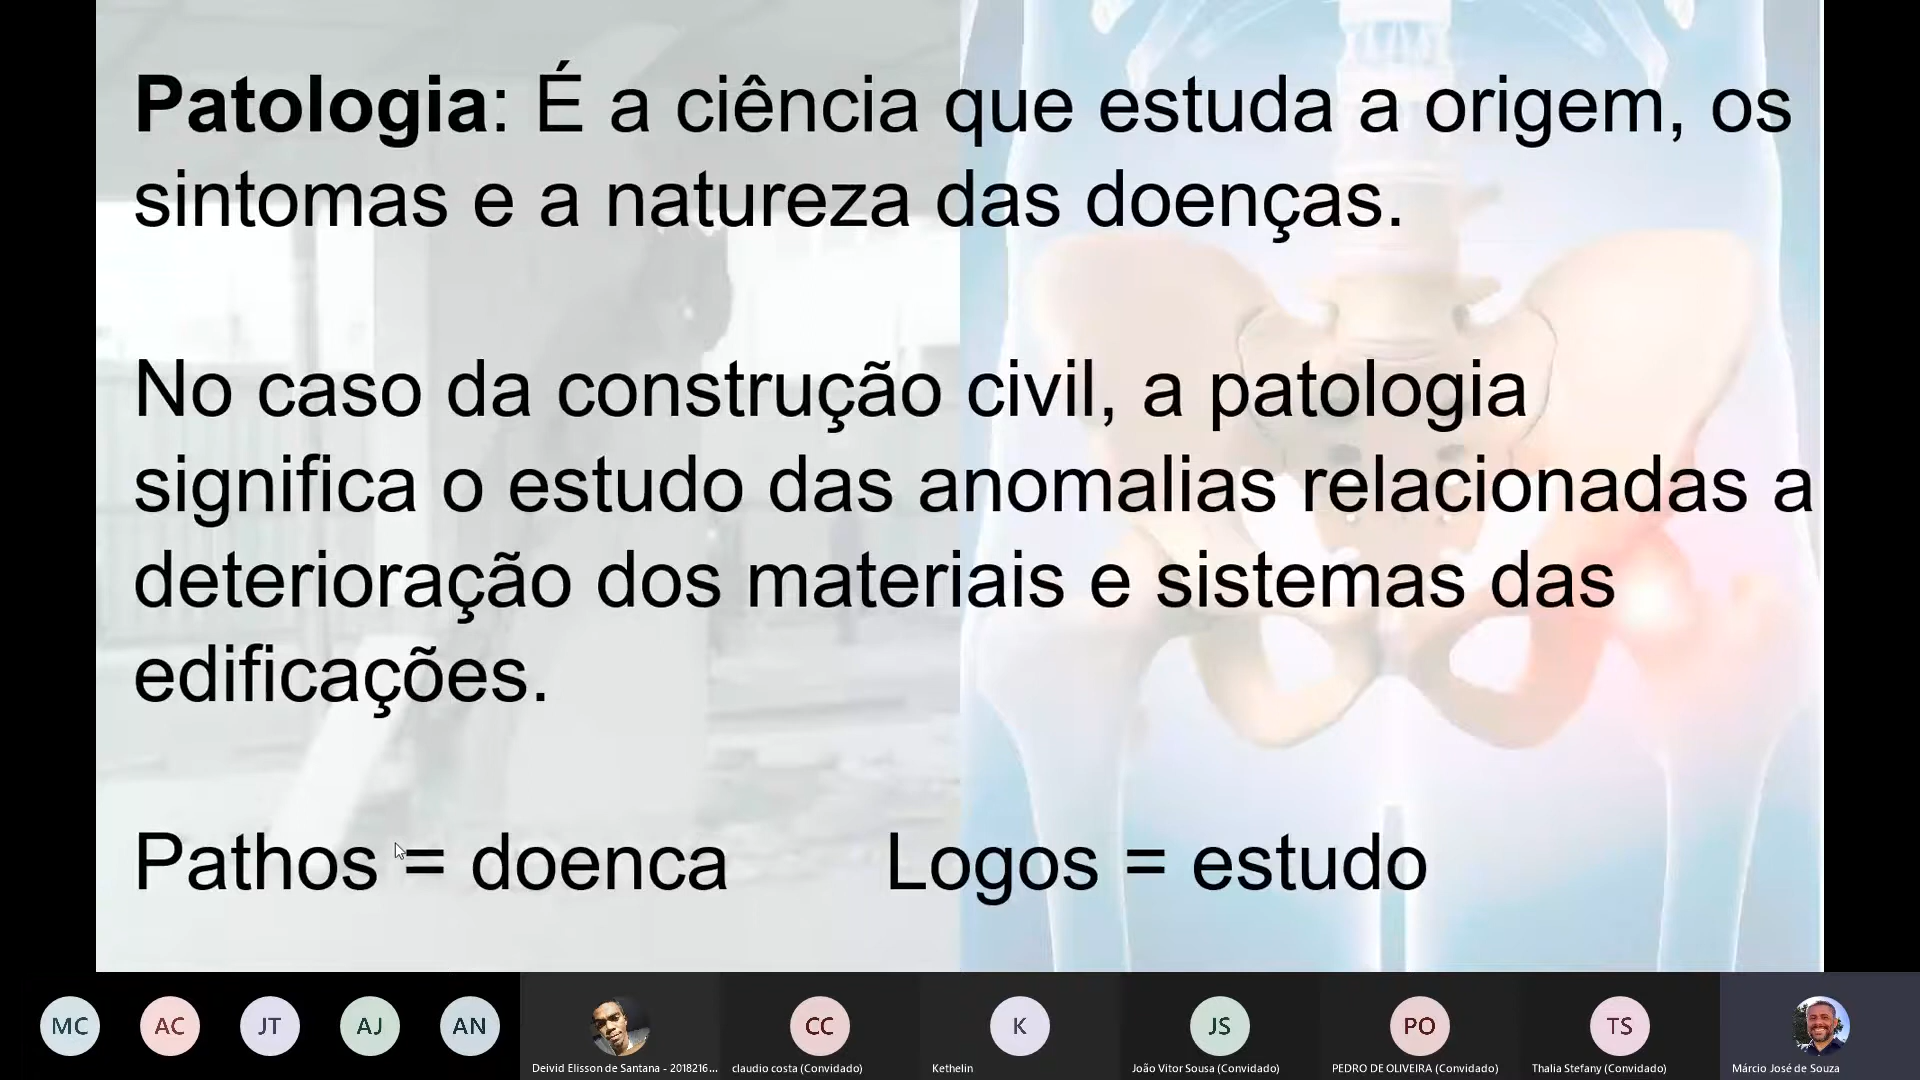 Patologia: É a ciência que estuda a origem, os
sintomas e a natureza das doenças.
No caso da construção civil, a patologia
significa o estudo das anomalias relacionadas a
deterioração dos materiais e sistemas das
edificações.
Pathos = doenca Logos = estudo
MC AC JT AJ AN CC K JS PO TS
Deivid Elisson de Santana - 2018216... claudio costa (Convidado) Kethelin João Vitor Sousa (Convidado) PEDRO DE OLIVEIRA (Convidado) Thalia Stefany (Convidado) Márcio José de Souza